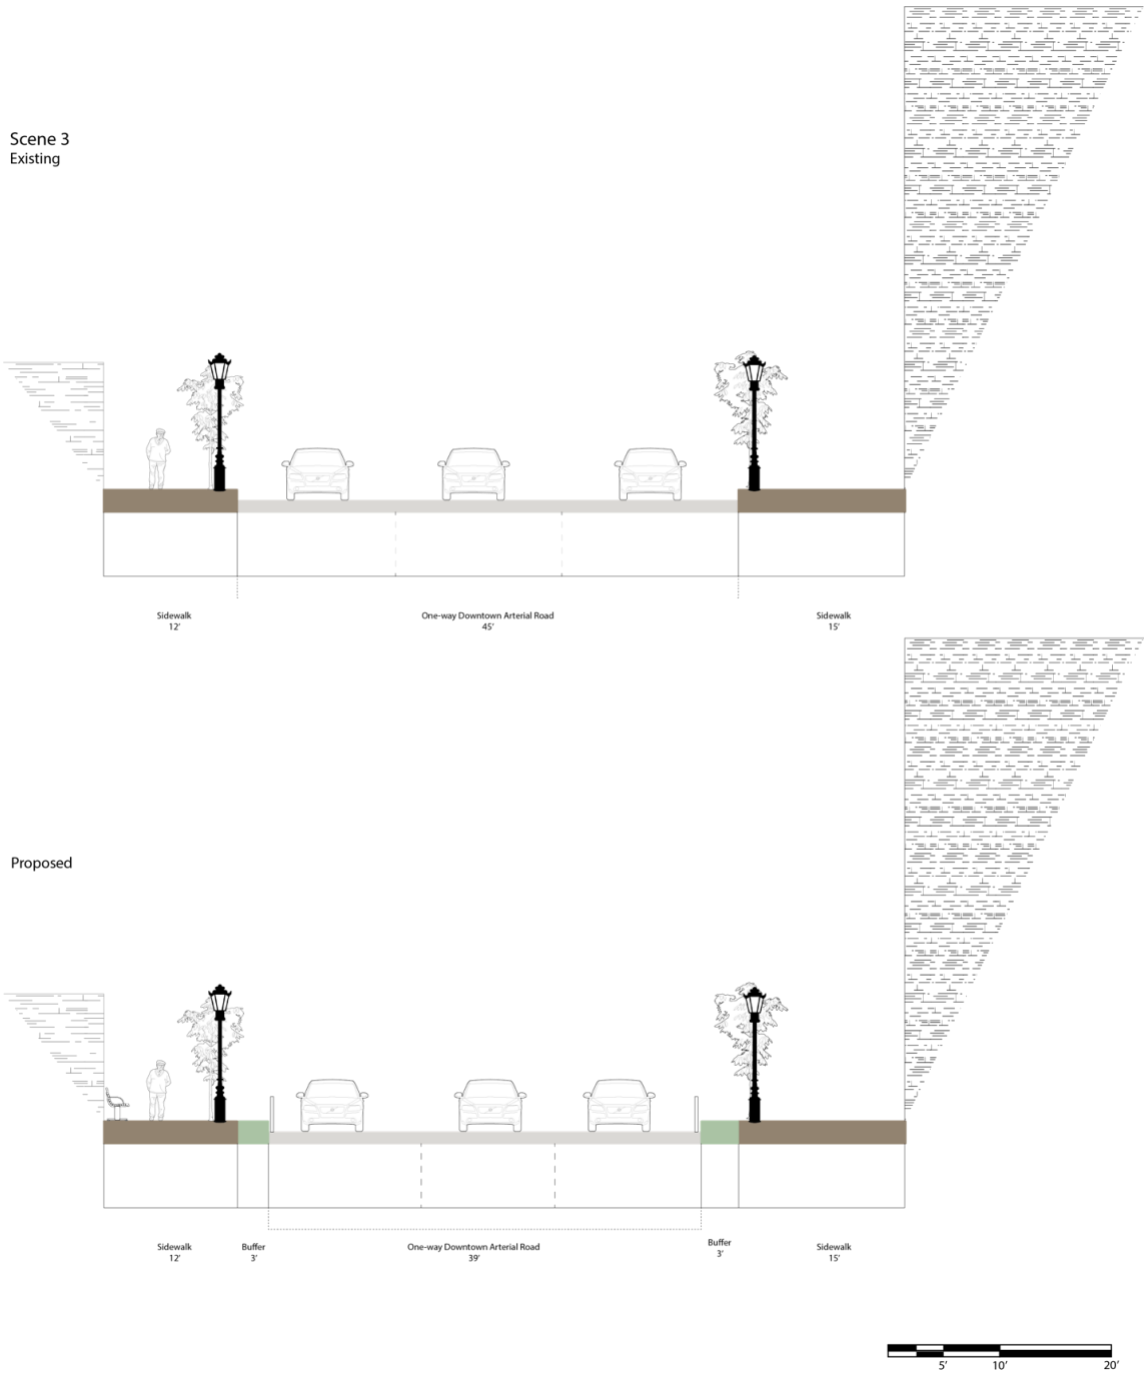 Scene 3
Existing
Sidewalk
12'
One-way Downtown Arterial Road
45'
Sidewalk
15'
Proposed
Sidewalk
12'
Buffer
3'
One-way Downtown Arterial Road
39'
Buffer
3'
Sidewalk
15'
5' 10' 20'